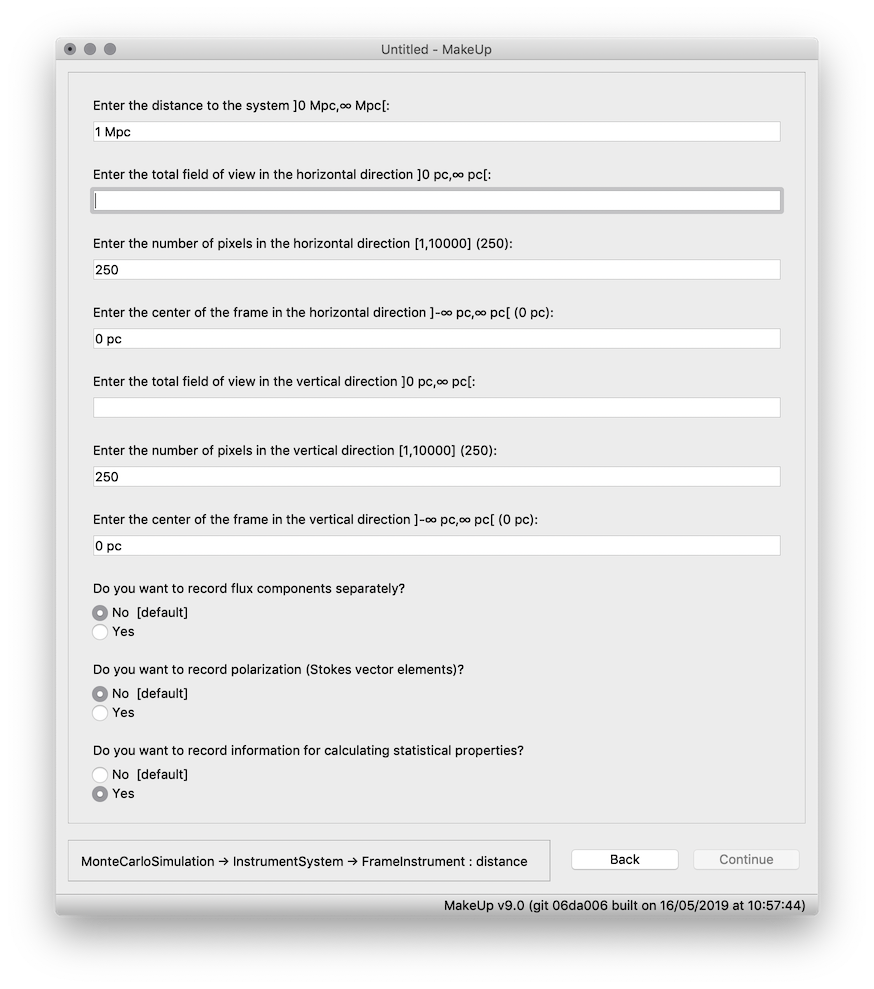 Untitled - MakeUp
Enter the distance to the system ]0 Mpc,∞ Mpc[:
1 Mpc
Enter the total field of view in the horizontal direction ]0 pc,∞ pc[:
Enter the number of pixels in the horizontal direction [1,10000] (250):
250
Enter the center of the frame in the horizontal direction ]-∞ pc,∞ pc[ (0 pc):
0 pc
Enter the total field of view in the vertical direction ]0 pc,∞ pc[:
Enter the number of pixels in the vertical direction [1,10000] (250):
250
Enter the center of the frame in the vertical direction ]-∞ pc,∞ pc[ (0 pc):
0 pc
Do you want to record flux components separately?
No [default]
Yes
Do you want to record polarization (Stokes vector elements)?
No [default]
Yes
Do you want to record information for calculating statistical properties?
No [default]
Yes
MonteCarloSimulation → InstrumentSystem → FrameInstrument : distance
Back
Continue
MakeUp v9.0 (git 06da006 built on 16/05/2019 at 10:57:44)